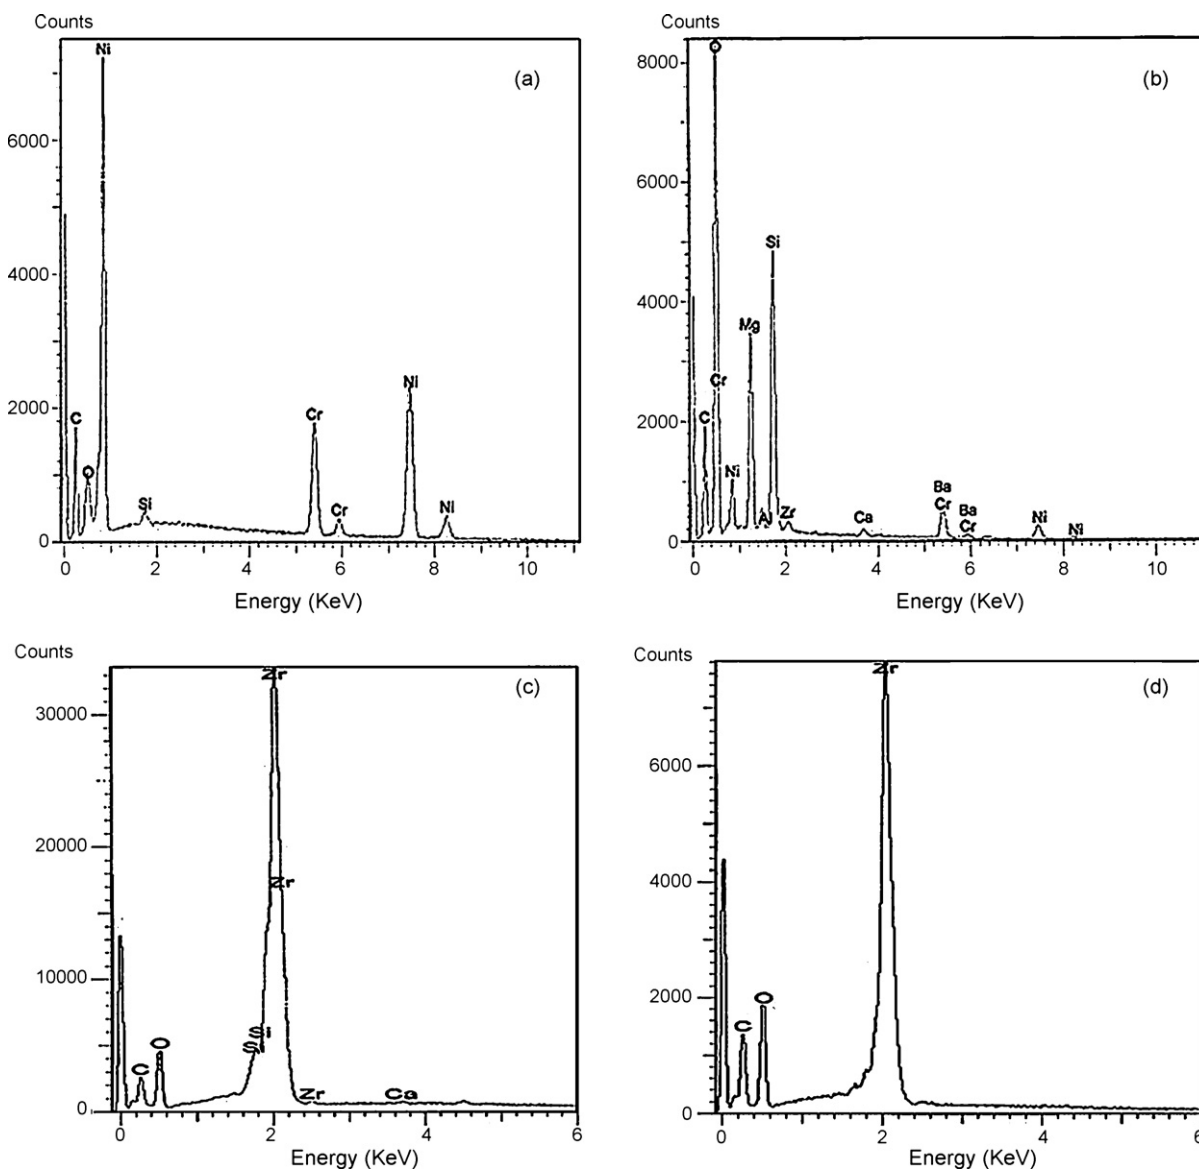 Counts
Ni
(a)
6000
4000
2000
0
C
O
Si
Cr
Cr
Ni
Ni
0 2 4 6 8 10
Energy (KeV)
Counts
O
(b)
8000
6000
4000
2000
0
Si
Mg
Cr
C
Ni
A
Zr
Ca
Ba
Cr
Ba
Cr
Ni
Ni
0 2 4 6 8 10
Energy (KeV)
Counts
Zr
(c)
30000
20000
10000
0
Zr
Si
Si
C
O
Zr
Ca
0 2 4 6
Energy (KeV)
Counts
Zr
(d)
6000
4000
2000
0
C
O
0 2 4 6
Energy (KeV)